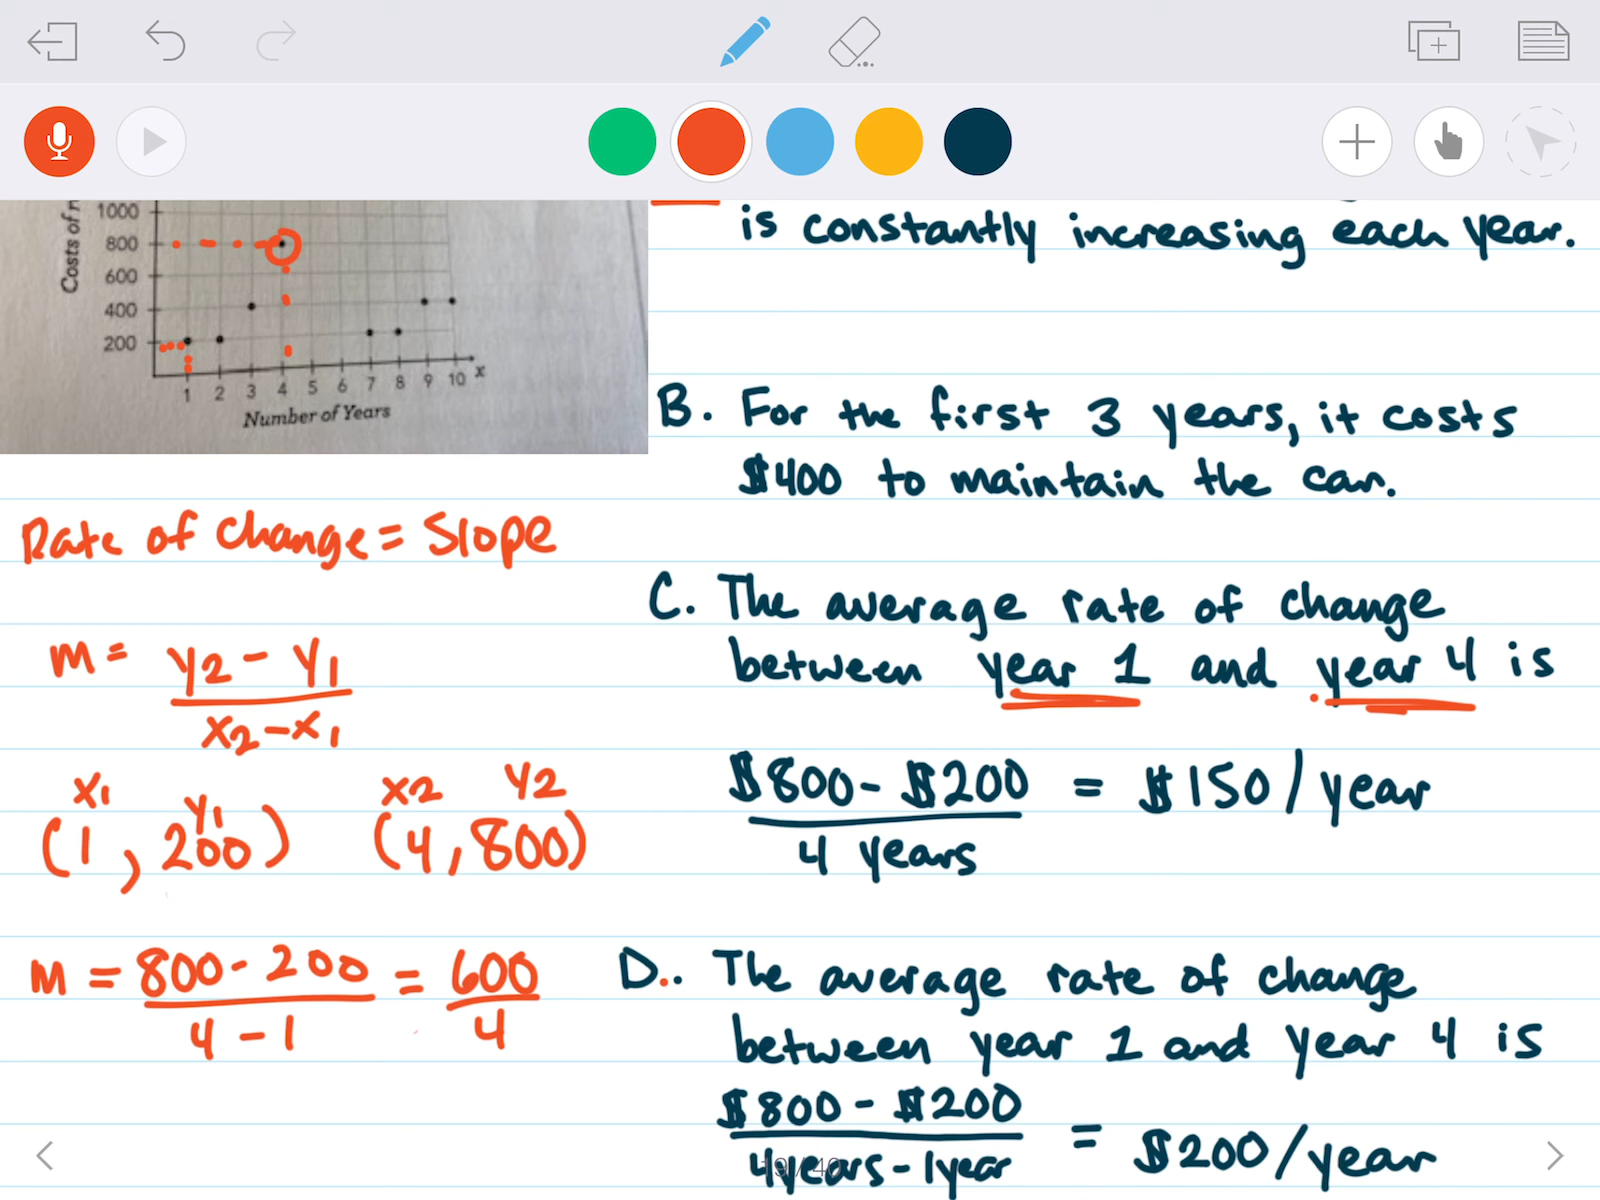 Costs of
1000
800
600
400
200
1 2 3 4 5 6 7 8 9 10 x
Number of Years
is constantly increasing each year.
B. For the first 3 years, it costs
$400 to maintain the car.
Rate of change = Slope
m = y2 - y1
x2 - x1
x1 y1 x2 y2
(1, 200) (4, 800)
m = 800 - 200 = 600
4 - 1 4
C. The average rate of change
between year 1 and year 4 is
$800 - $200 = $150/year
4 years
D.. The average rate of change
between year 1 and year 4 is
$800 - $200 = $200/year
4years - 1year
19 / 40